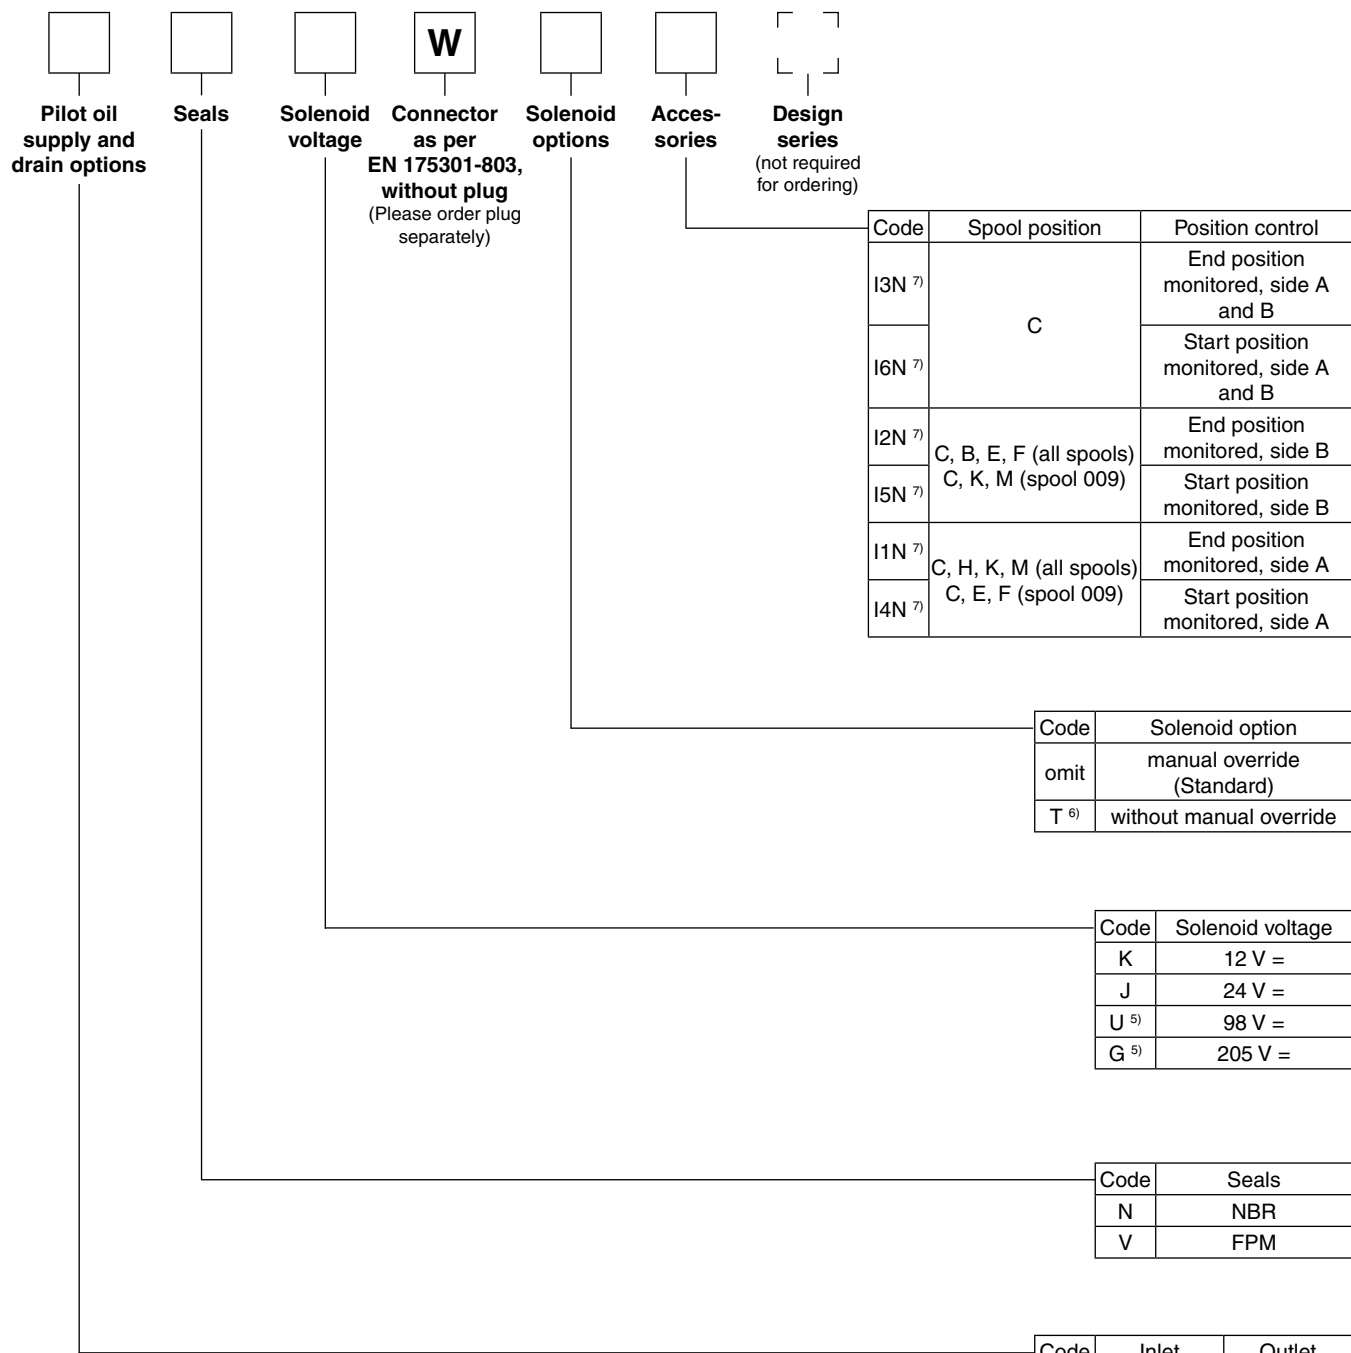 W
Pilot oil
supply and
drain options
Seals
Solenoid
voltage
Connector
as per
EN 175301-803,
without plug
(Please order plug
separately)
Solenoid
options
Acces-
sories
Design
series
(not required
for ordering)
Code Spool position Position control
I3N 7) C End position
monitored, side A
and B
I6N 7) Start position
monitored, side A
and B
I2N 7) C, B, E, F (all spools)
C, K, M (spool 009) End position
monitored, side B
I5N 7) Start position
monitored, side B
I1N 7) C, H, K, M (all spools)
C, E, F (spool 009) End position
monitored, side A
I4N 7) Start position
monitored, side A
Code Solenoid option
omit manual override
(Standard)
T 6) without manual override
Code Solenoid voltage
K 12 V =
J 24 V =
U 5) 98 V =
G 5) 205 V =
Code Seals
N NBR
V FPM
Code Inlet Outlet